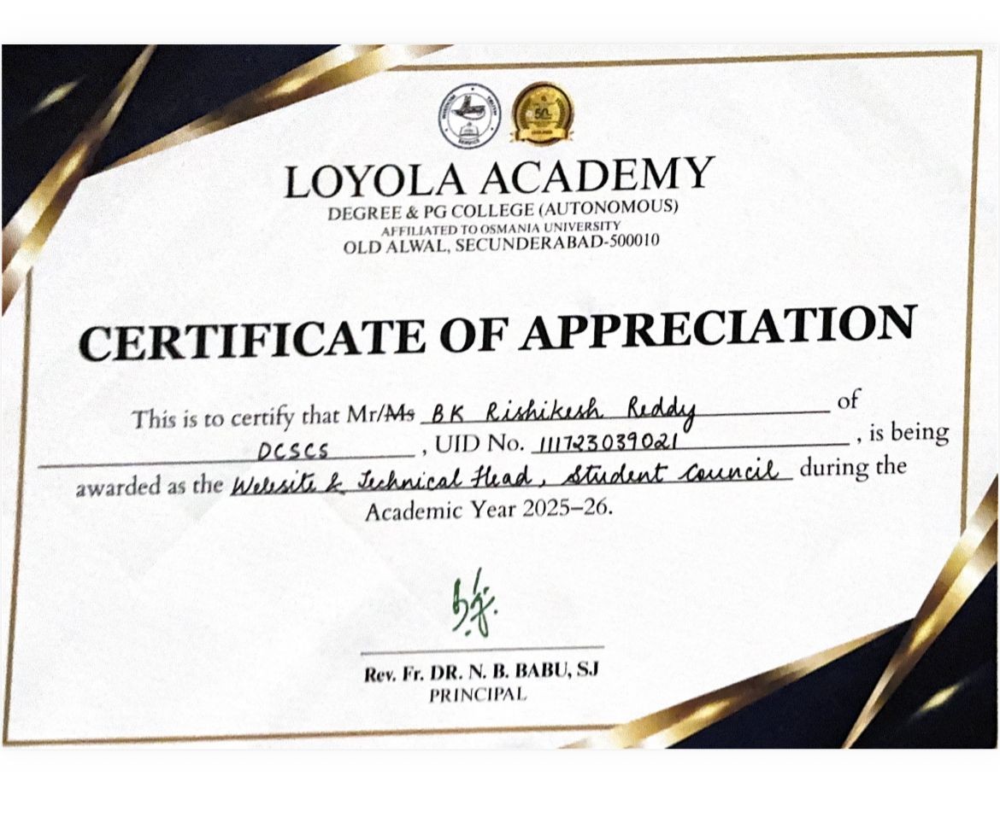 50
LOYOLA ACADEMY
DEGREE & PG COLLEGE (AUTONOMOUS)
AFFILIATED TO OSMANIA UNIVERSITY
OLD ALWAL, SECUNDERABAD-500010
CERTIFICATE OF APPRECIATION
This is to certify that Mr/Ms BK Rishikesh Reddy of
DCSCS, UID No. 111723039021, is being
awarded as the Website & Technical Head, Student Council during the
Academic Year 2025–26.
Rev. Fr. DR. N. B. BABU, SJ
PRINCIPAL